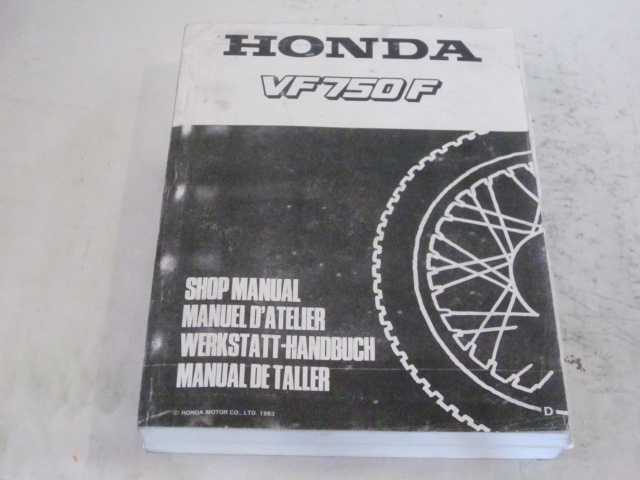 HONDA
VF750F
SHOP MANUAL
MANUEL D'ATELIER
WERKSTATT-HANDBUCH
MANUAL DE TALLER
© HONDA MOTOR CO., LTD. 1983
D